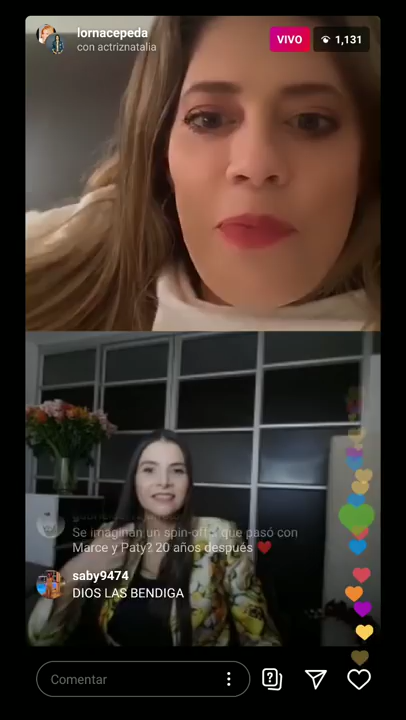 lornacepeda
con actriznatalia
VIVO
1,131
Se imaginan un spin-off? que pasó con
Marce y Paty? 20 años después
saby9474
DIOS LAS BENDIGA
Comentar